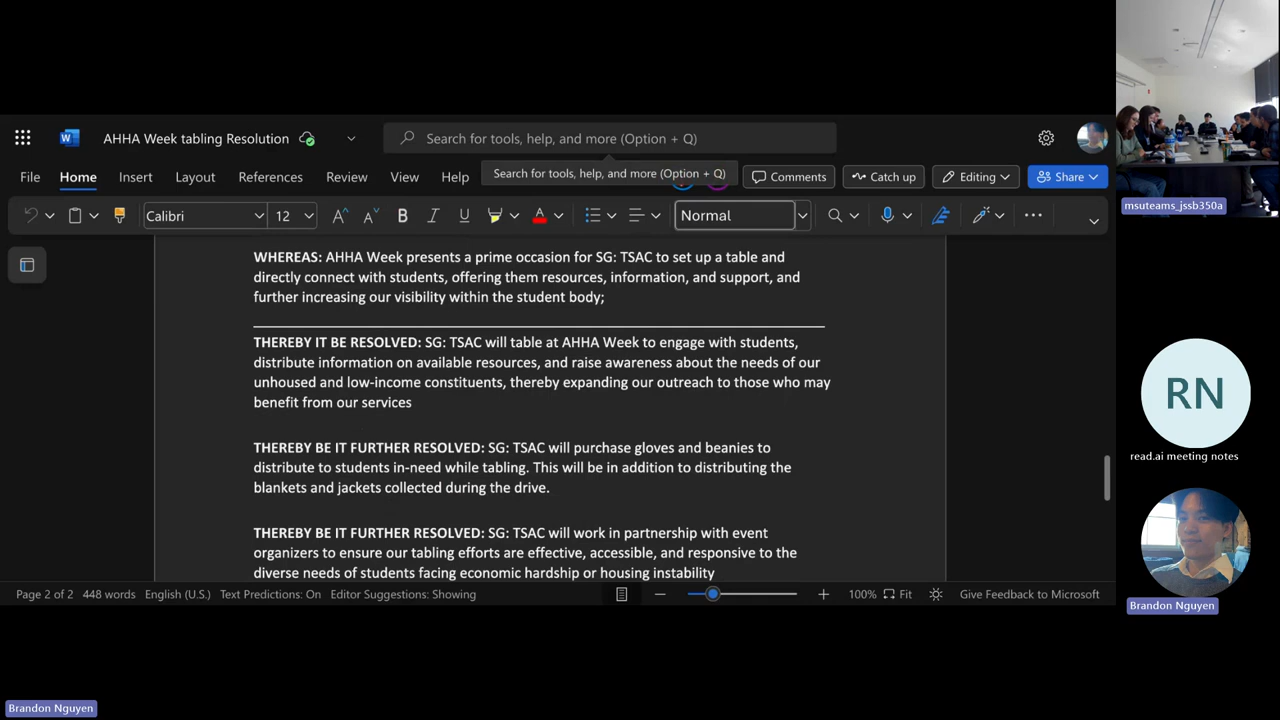 AHHA Week tabling Resolution
Search for tools, help, and more (Option + Q)
File Home Insert Layout References Review View Help
Search for tools, help, and more (Option + Q)
Comments Catch up Editing Share
Calibri 12 A A B I U A Normal
WHEREAS: AHHA Week presents a prime occasion for SG: TSAC to set up a table and
directly connect with students, offering them resources, information, and support, and
further increasing our visibility within the student body;
THEREBY IT BE RESOLVED: SG: TSAC will table at AHHA Week to engage with students,
distribute information on available resources, and raise awareness about the needs of our
unhoused and low-income constituents, thereby expanding our outreach to those who may
benefit from our services
THEREBY BE IT FURTHER RESOLVED: SG: TSAC will purchase gloves and beanies to
distribute to students in-need while tabling. This will be in addition to distributing the
blankets and jackets collected during the drive.
THEREBY BE IT FURTHER RESOLVED: SG: TSAC will work in partnership with event
organizers to ensure our tabling efforts are effective, accessible, and responsive to the
diverse needs of students facing economic hardship or housing instability
Page 2 of 2 448 words English (U.S.) Text Predictions: On Editor Suggestions: Showing 100% Fit Give Feedback to Microsoft
msuteams_jssb350a
RN
read.ai meeting notes
Brandon Nguyen
Brandon Nguyen